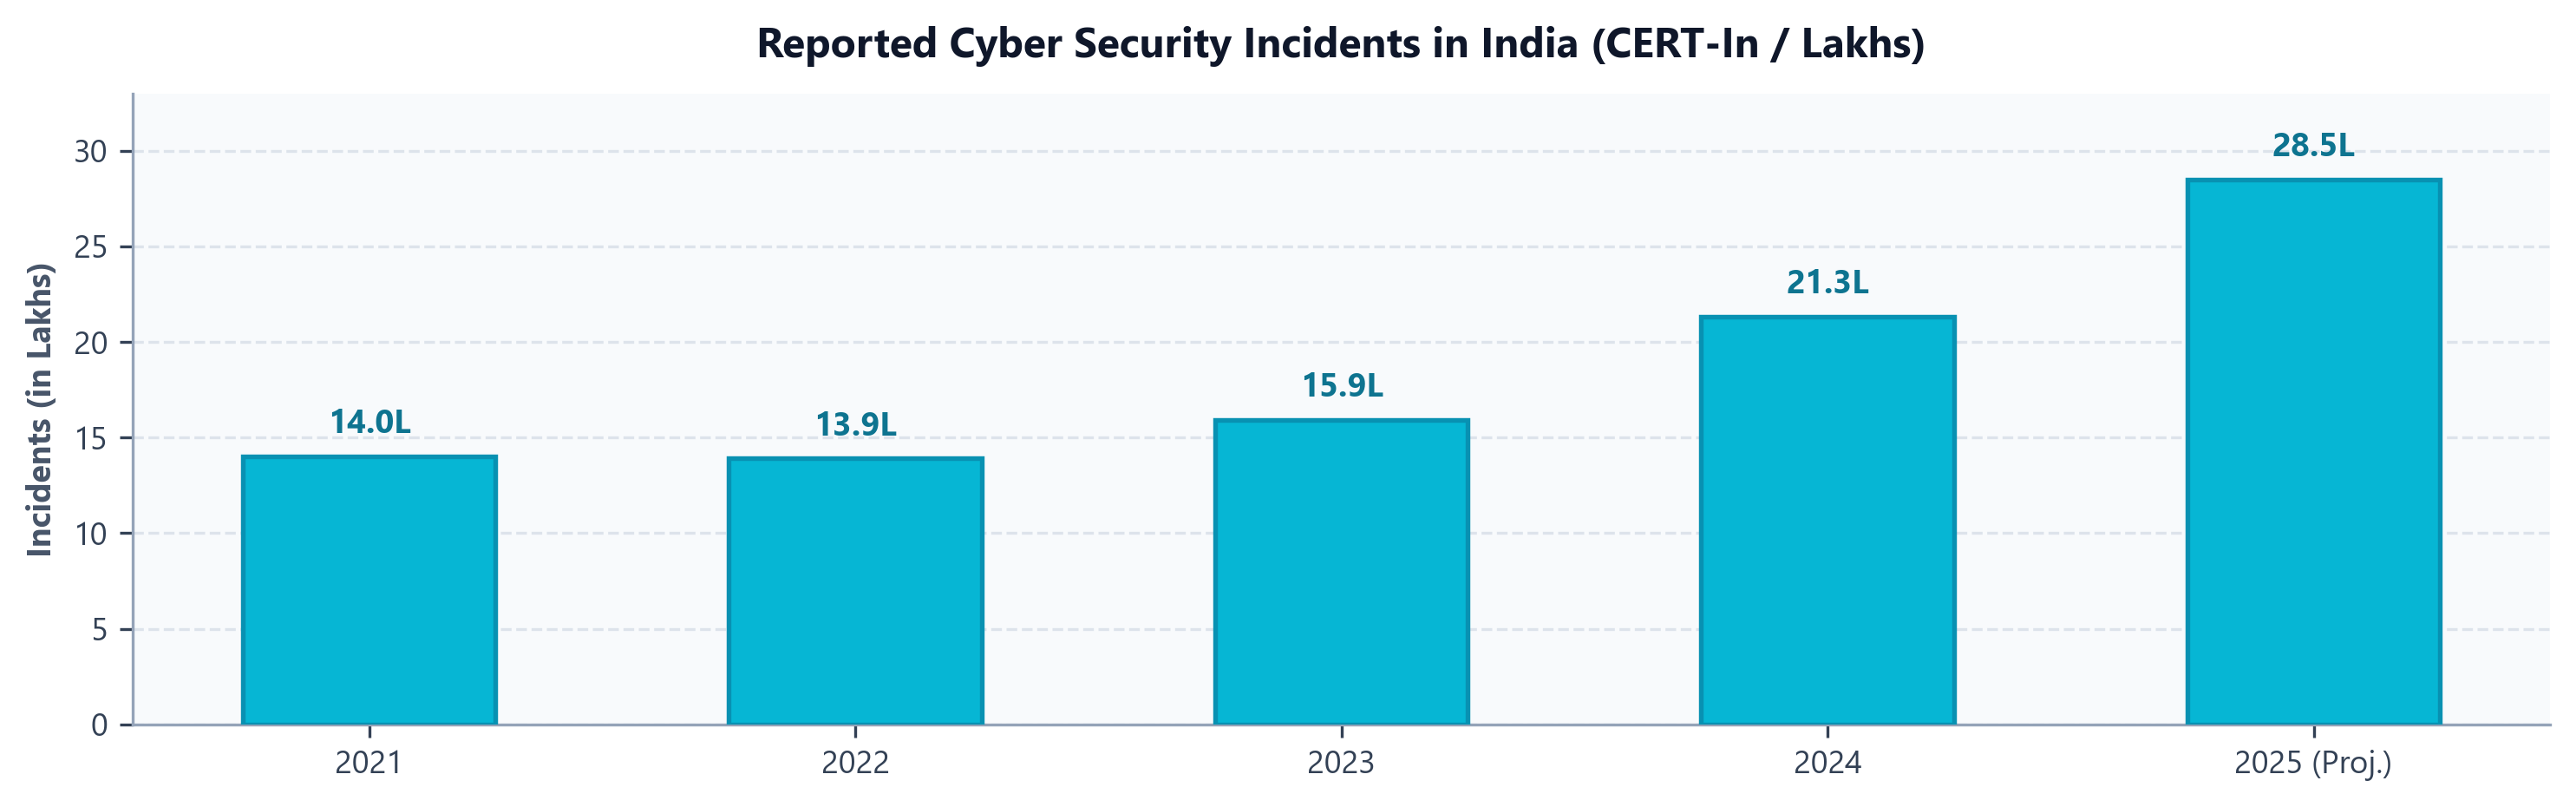 Reported Cyber Security Incidents in India (CERT-In / Lakhs)
Incidents (in Lakhs)
30
25
20
15
10
5
0
14.0L
13.9L
15.9L
21.3L
28.5L
2021
2022
2023
2024
2025 (Proj.)